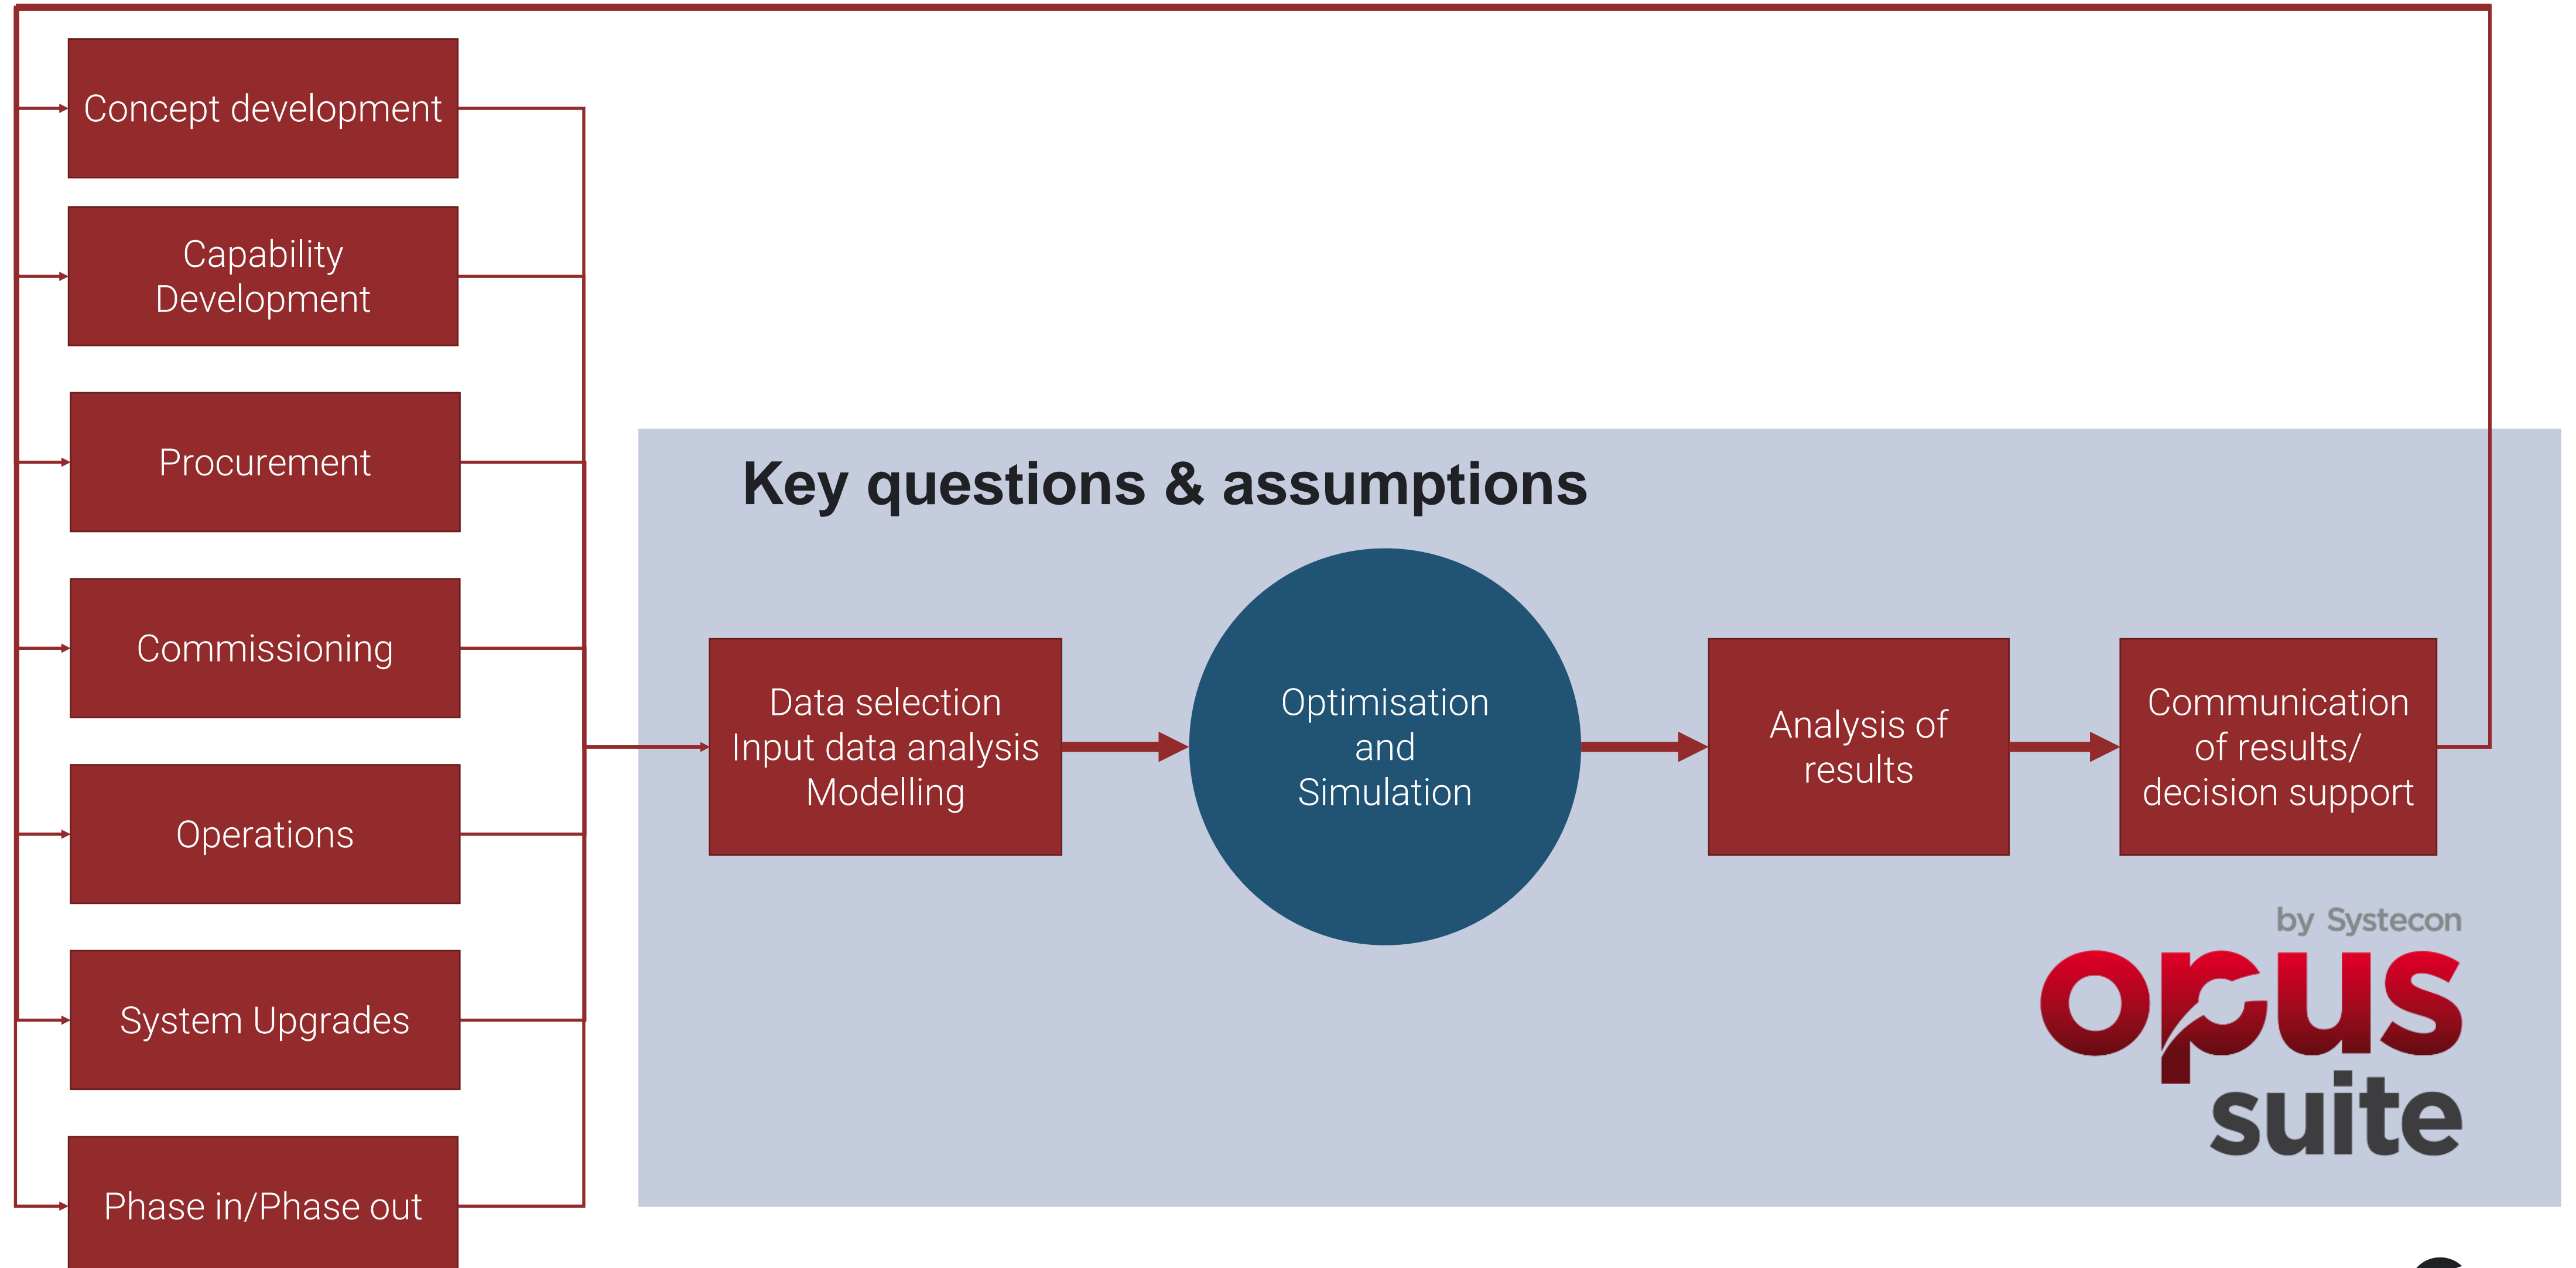 Concept development
Capability
Development
Procurement
Commissioning
Operations
System Upgrades
Phase in/Phase out
Key questions & assumptions
Data selection
Input data analysis
Modelling
Optimisation
and
Simulation
Analysis of
results
Communication
of results/
decision support
by Systecon
opus
suite